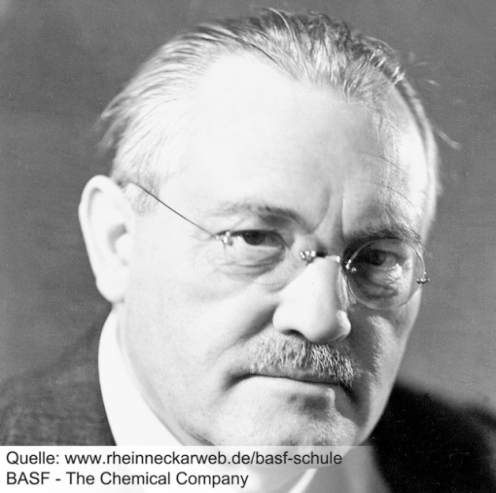 Quelle: www.rheinneckarweb.de/basf-schule
BASF - The Chemical Company